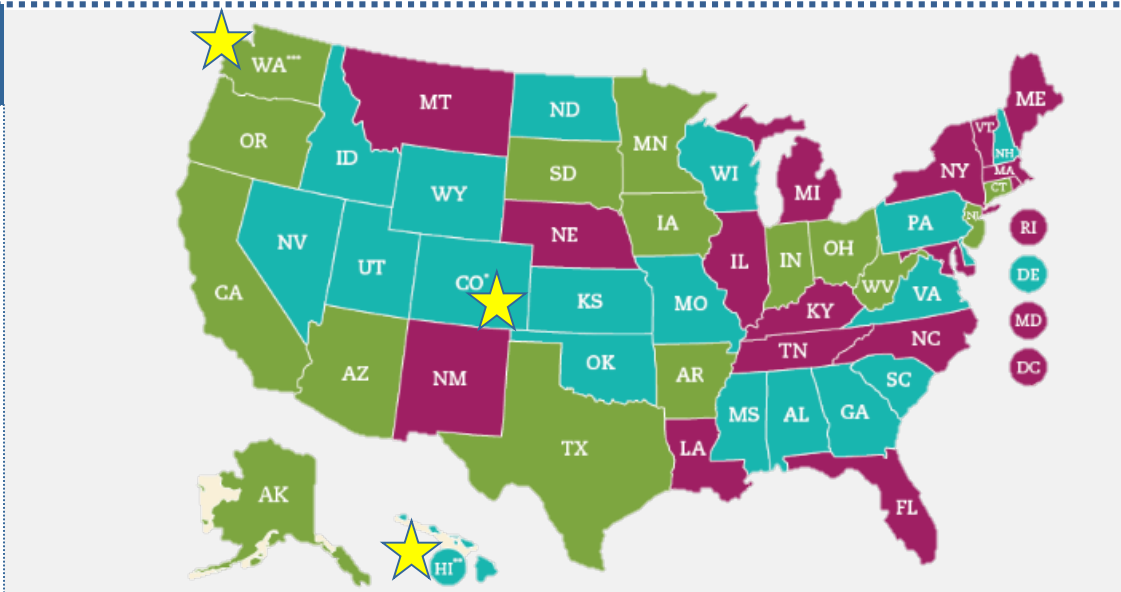 WA***
MT
ND
MN
ME
OR
ID
WY
SD
WI
MI
NY
VT
NH
MA
CT
NV
UT
CO*
NE
IA
IL
IN
OH
PA
NJ
RI
CA
KS
MO
KY
WV
VA
DE
MD
AZ
NM
OK
AR
TN
NC
SC
DC
TX
LA
MS
AL
GA
FL
AK
HI**